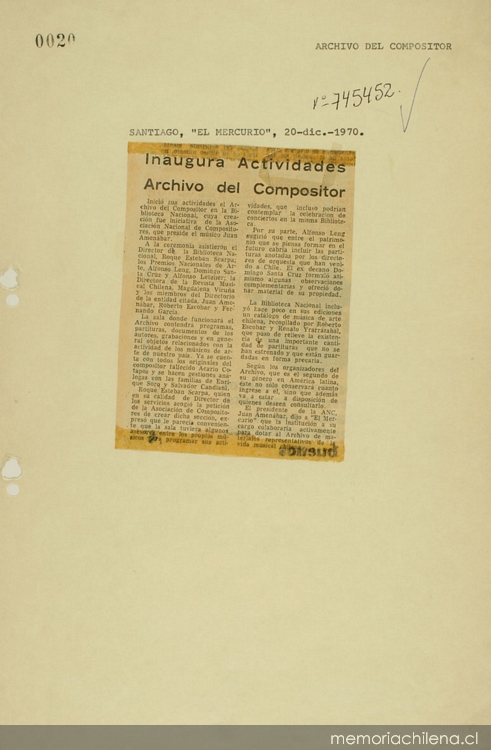 0020
ARCHIVO DEL COMPOSITOR
Nº 745452.
SANTIAGO, "EL MERCURIO", 20-dic.-1970.
Inaugura Actividades
Archivo del Compositor
Inició sus actividades el Ar-
chivo del Compositor en la Bi-
blioteca Nacional, cuya crea-
ción fue iniciativa de la Aso-
ciación Nacional de Composito-
res, que preside el músico Juan
Amenábar.
A la ceremonia asistieron el
Director de la Biblioteca Na-
cional, Roque Esteban Scarpa;
los Premios Nacionales de Ar-
te, Alfonso Leng, Domingo San-
ta Cruz y Alfonso Letelier; la
Directora de la Revista Musi-
cal Chilena, Magdalena Vicuña
y los miembros del Directorio
de la entidad citada, Juan Ame-
nábar, Roberto Escobar y Fer-
nando García.
La sala donde funcionará el
Archivo contendrá programas,
partituras, documentos de los
autores, grabaciones y en gene-
ral objetos relacionados con la
actividad de los músicos de ar-
te de nuestro país. Ya se cuen-
ta con todos los originales del
compositor fallecido Acario Co-
tapos y se hacen gestiones aná-
logas con las familias de Enri-
que Soro y Salvador Candiani.
Roque Esteban Scarpa, quien
en su calidad de Director de
los servicios acogió la petición
de la Asociación de Composito-
res de crear dicha sección, ex-
presó que le parecía convenien-
te que la sala tuviera algunos
entre los propios mú-
sicos programar sus acti-
vidades, que incluso podrían
contemplar la celebración de
conciertos en la misma Bibliote-
ca.
Por su parte, Alfonso Leng
sugirió que entre el patrimo-
nio que se piensa formar en el
futuro cabría incluir las parti-
turas anotadas por los directo-
res de orquesta que han veni-
do a Chile. El ex decano Do-
mingo Santa Cruz formuló asi-
mismo algunas observaciones
complementarias y ofreció do-
nar material de su propiedad.
La Biblioteca Nacional inclu-
yó hace poco en sus ediciones
un catálogo de música de arte
chilena, recopilado por Roberto
Escobar y Renato Yrarrázabal,
que puso de relieve la existen-
cia de una importante canti-
dad de partituras que no se
han estrenado y que están guar-
dadas en forma precaria.
Según los organizadores del
Archivo, que es el segundo de
su género en América latina,
éste no sólo conservará cuanto
ingrese a él, sino que además
va a estar a disposición de
quienes deseen consultarlo.
El presidente de la ANC,
Juan Amenábar, dijo a "El Mer-
curio" que la institución a su
cargo colaboraría activamente
para dotar al Archivo de ma-
teriales representativos de la
vida musical
memoriachilena.cl